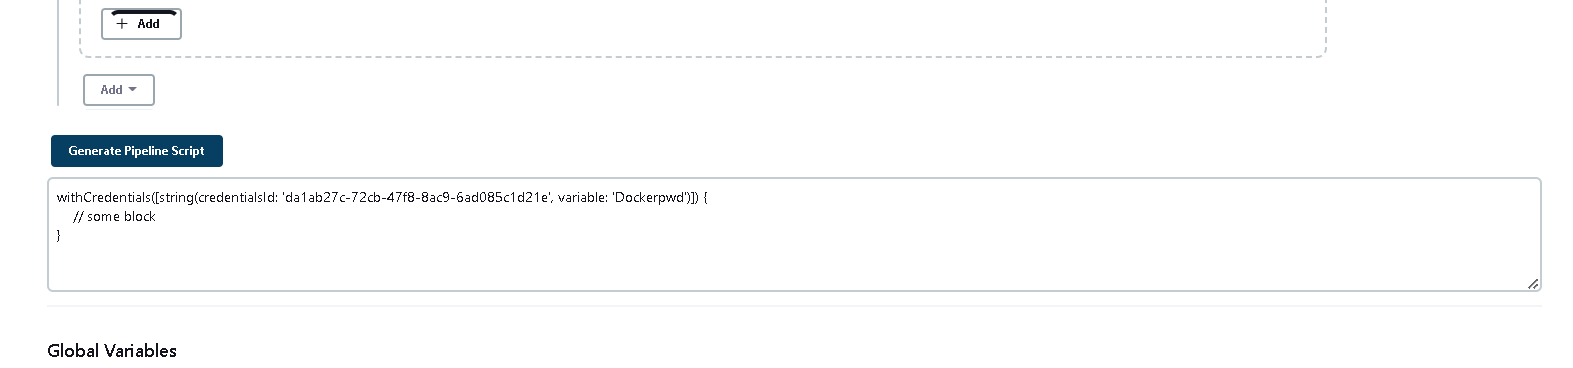 + Add
Add
Generate Pipeline Script
withCredentials([string(credentialsId: 'da1ab27c-72cb-47f8-8ac9-6ad085c1d21e', variable: 'Dockerpwd')]) {
    // some block
}
Global Variables